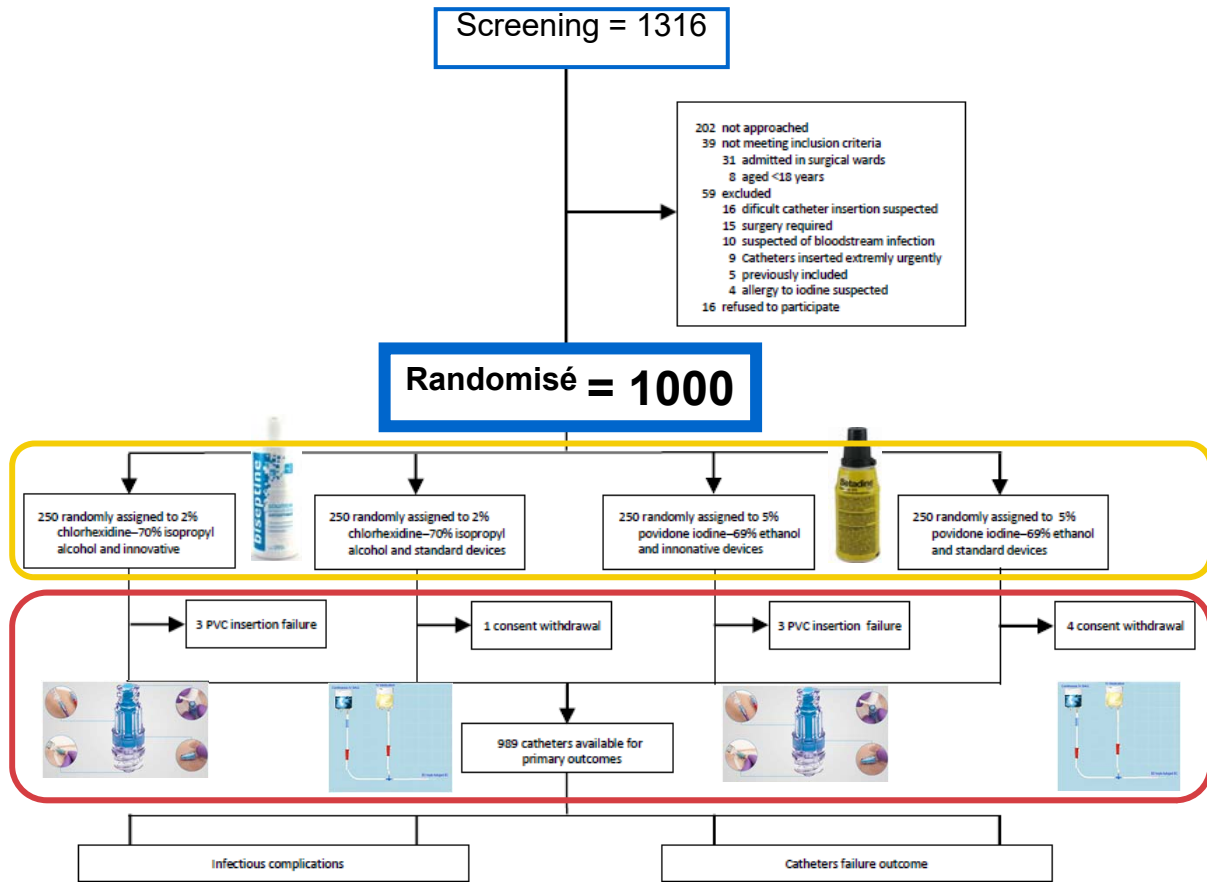 Screening = 1316
202 not approached
39 not meeting inclusion criteria
31 admitted in surgical wards
8 aged <18 years
59 excluded
16 dificult catheter insertion suspected
15 surgery required
10 suspected of bloodstream infection
9 Catheters inserted extremly urgently
5 previously included
4 allergy to iodine suspected
16 refused to participate
Randomisé = 1000
biseptine
Betadine
250 randomly assigned to 2%
chlorhexidine–70% isopropyl
alcohol and innovative
250 randomly assigned to 2%
chlorhexidine–70% isopropyl
alcohol and standard devices
250 randomly assigned to 5%
povidone iodine–69% ethanol
and innonative devices
250 randomly assigned to 5%
povidone iodine–69% ethanol
and standard devices
3 PVC insertion failure
1 consent withdrawal
3 PVC insertion failure
4 consent withdrawal
989 catheters available for
primary outcomes
Infectious complications
Catheters failure outcome